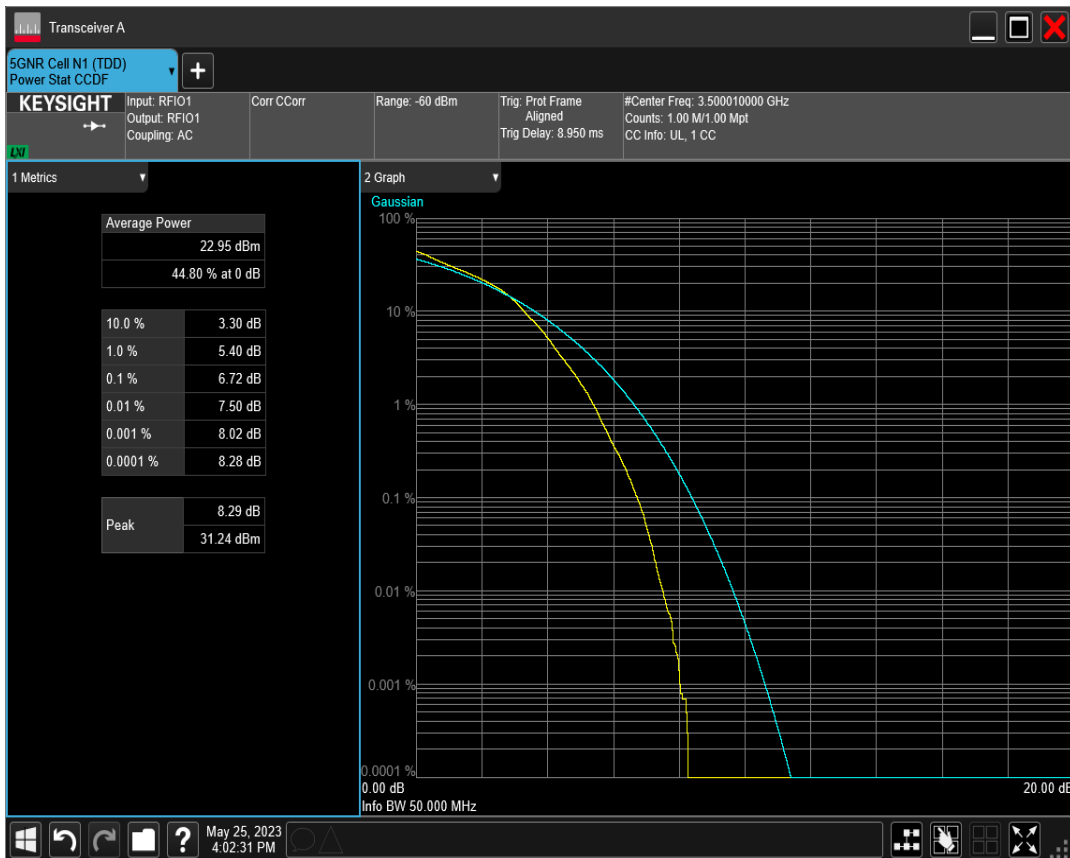 Transceiver A
5GNR Cell N1 (TDD)
Power Stat CCDF
KEYSIGHT
LXI
Input: RFIO1
Output: RFIO1
Coupling: AC
Corr CCorr
Range: -60 dBm
Trig: Prot Frame
Aligned
Trig Delay: 8.950 ms
#Center Freq: 3.500010000 GHz
Counts: 1.00 M/1.00 Mpt
CC Info: UL, 1 CC
1 Metrics
Average Power
22.95 dBm
44.80 % at 0 dB
10.0 % 3.30 dB
1.0 % 5.40 dB
0.1 % 6.72 dB
0.01 % 7.50 dB
0.001 % 8.02 dB
0.0001 % 8.28 dB
Peak 8.29 dB
31.24 dBm
2 Graph
Gaussian
100 %
10 %
1 %
0.1 %
0.01 %
0.001 %
0.0001 %
0.00 dB 20.00 dB
Info BW 50.000 MHz
?
May 25, 2023
4:02:31 PM